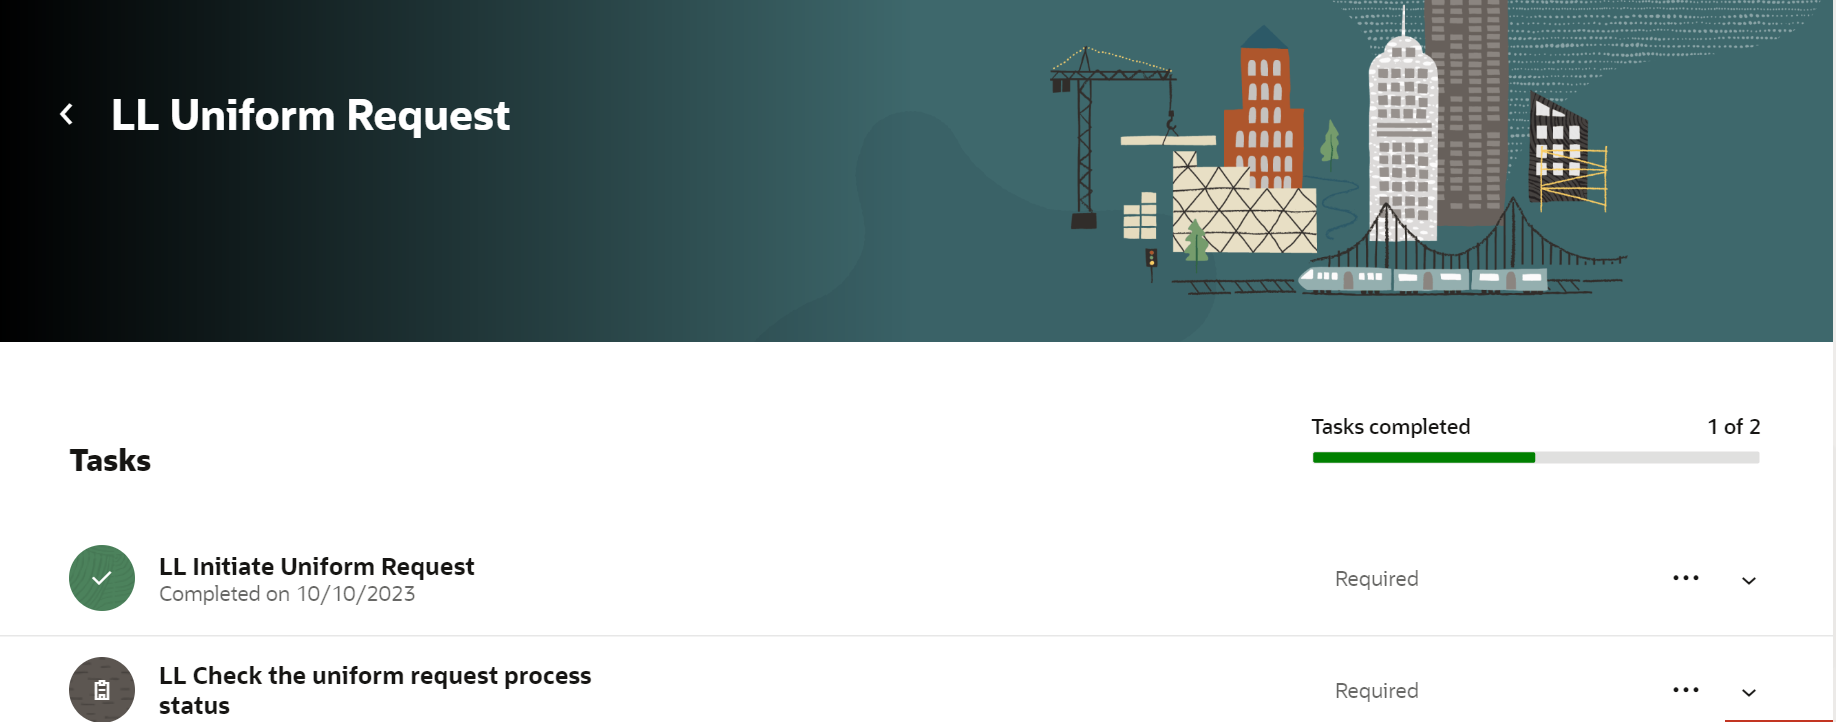 LL Uniform Request
Tasks completed 1 of 2
Tasks
LL Initiate Uniform Request
Completed on 10/10/2023
Required
LL Check the uniform request process
status
Required